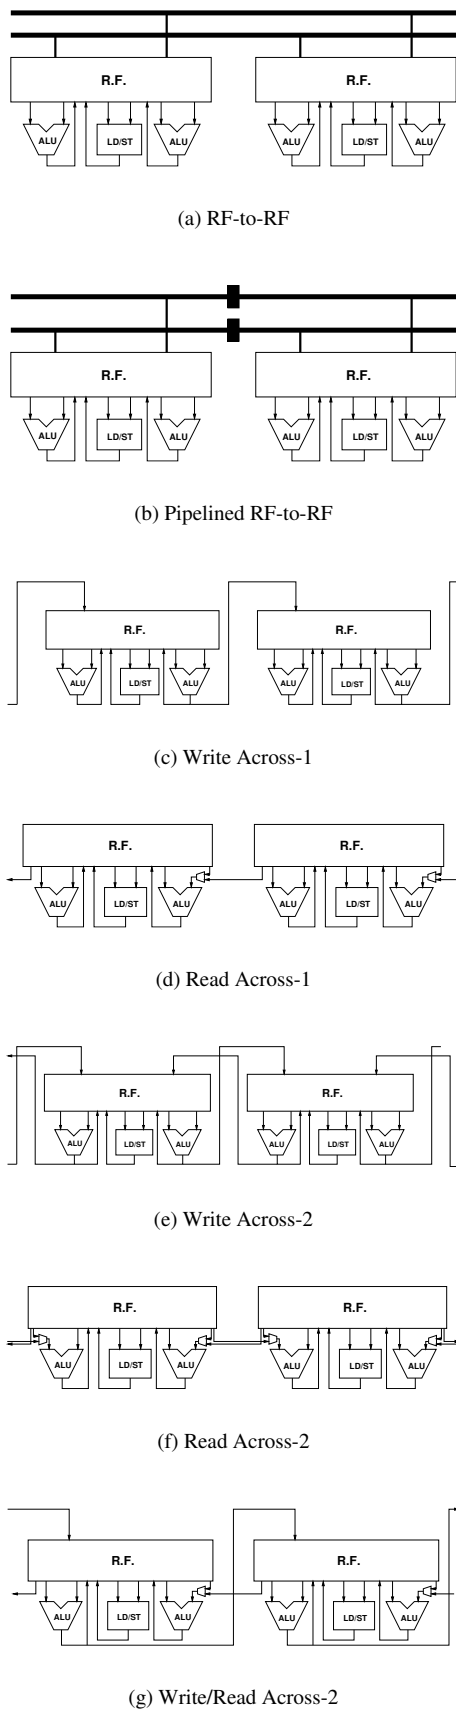 R.F. R.F.
ALU LD/ST ALU ALU LD/ST ALU
(a) RF-to-RF
R.F. R.F.
ALU LD/ST ALU ALU LD/ST ALU
(b) Pipelined RF-to-RF
R.F. R.F.
ALU LD/ST ALU ALU LD/ST ALU
(c) Write Across-1
R.F. R.F.
ALU LD/ST ALU ALU LD/ST ALU
(d) Read Across-1
R.F. R.F.
ALU LD/ST ALU ALU LD/ST ALU
(e) Write Across-2
R.F. R.F.
ALU LD/ST ALU ALU LD/ST ALU
(f) Read Across-2
R.F. R.F.
ALU LD/ST ALU ALU LD/ST ALU
(g) Write/Read Across-2